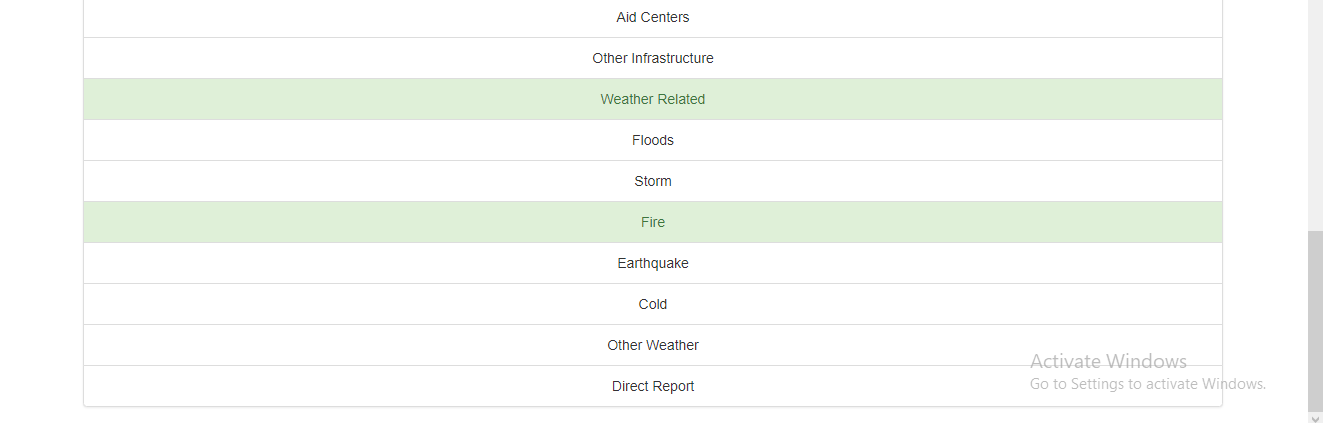 Aid Centers
Other Infrastructure
Weather Related
Floods
Storm
Fire
Earthquake
Cold
Other Weather
Direct Report
Activate Windows
Go to Settings to activate Windows.